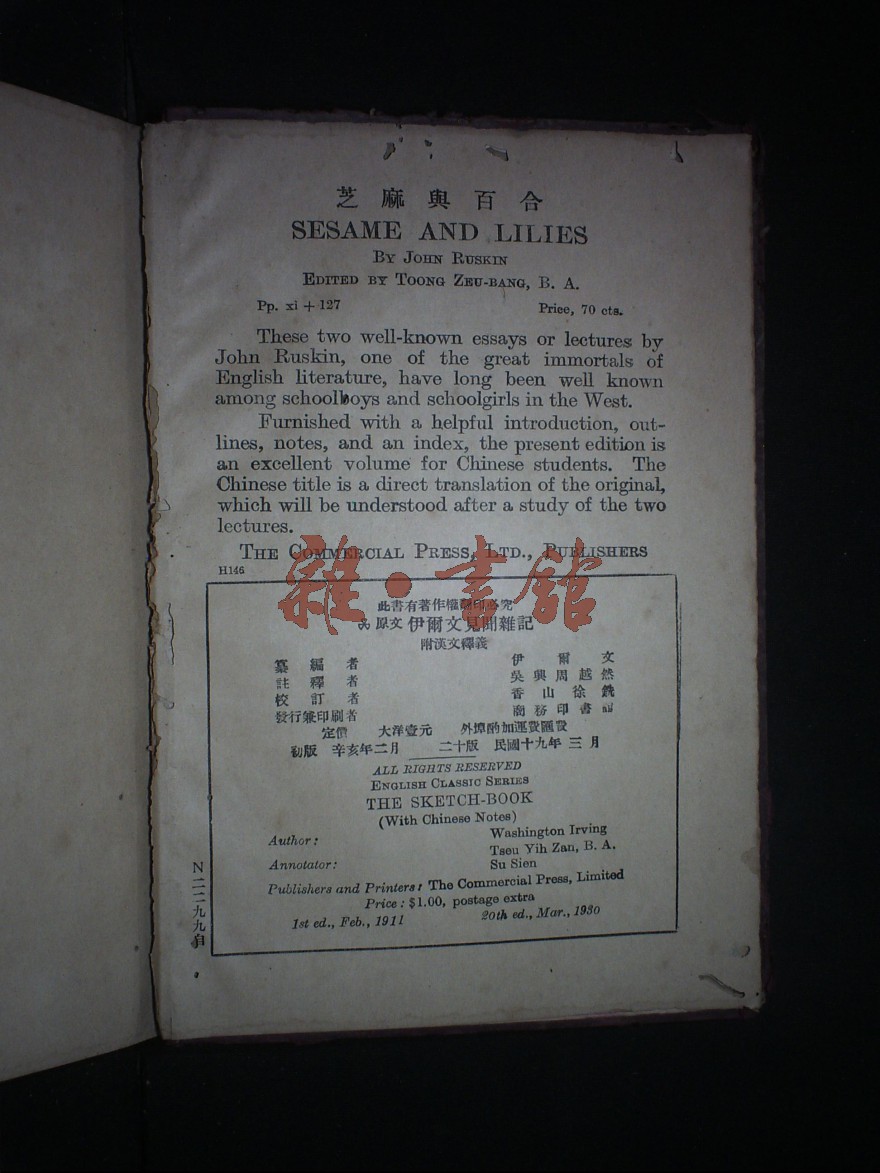 芝麻與百合
SESAME AND LILIES
BY JOHN RUSKIN
EDITED BY TOONG ZEU-BANG, B. A.
Pp. xi + 127 Price, 70 cts.
These two well-known essays or lectures by
John Ruskin, one of the great immortals of
English literature, have long been well known
among schoolboys and schoolgirls in the West.
Furnished with a helpful introduction, out-
lines, notes, and an index, the present edition is
an excellent volume for Chinese students. The
Chinese title is a direct translation of the original,
which will be understood after a study of the two
lectures.
THE COMMERCIAL PRESS, LTD., PUBLISHERS
H146
雜·書館
此書有著作權翻印必究
原文 伊爾文見聞雜記
附漢文釋義
纂編者 伊爾文
註釋者 吳興周越然
校訂者 香山徐銑
發行兼印刷者 商務印書館
定價 大洋壹元 外埠酌加運費匯費
初版 辛亥年二月 二十版 民國十九年三月
ALL RIGHTS RESERVED
ENGLISH CLASSIC SERIES
THE SKETCH-BOOK
(With Chinese Notes)
Author: Washington Irving
Annotator: Tseu Yih Zan, B. A.
Su Sien
Publishers and Printers: The Commercial Press, Limited
Price: $1.00, postage extra
1st ed., Feb., 1911 20th ed., Mar., 1930
N二二九九自